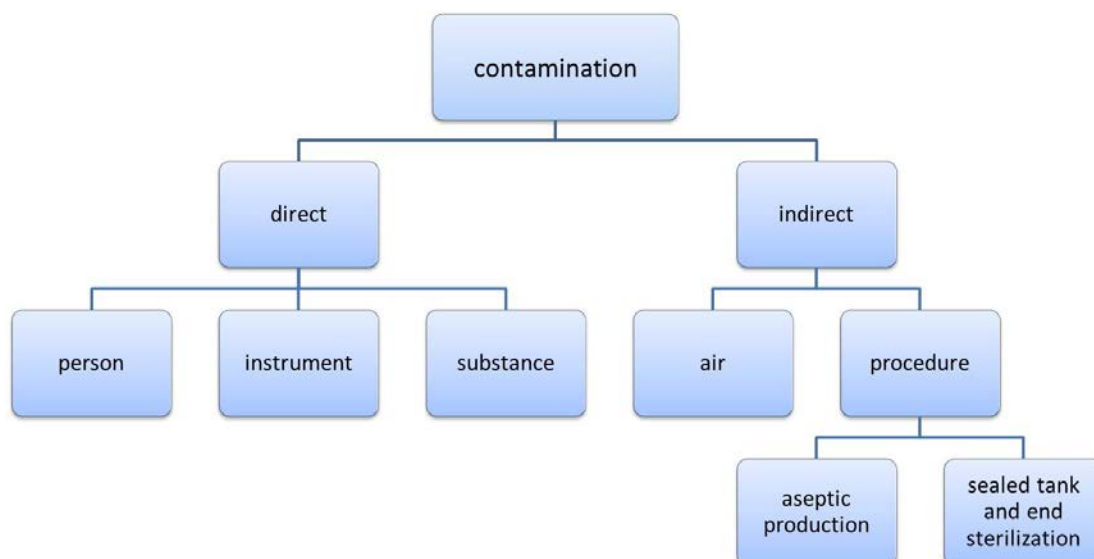 contamination
direct
indirect
person
instrument
substance
air
procedure
aseptic
production
sealed tank
and end
sterilization